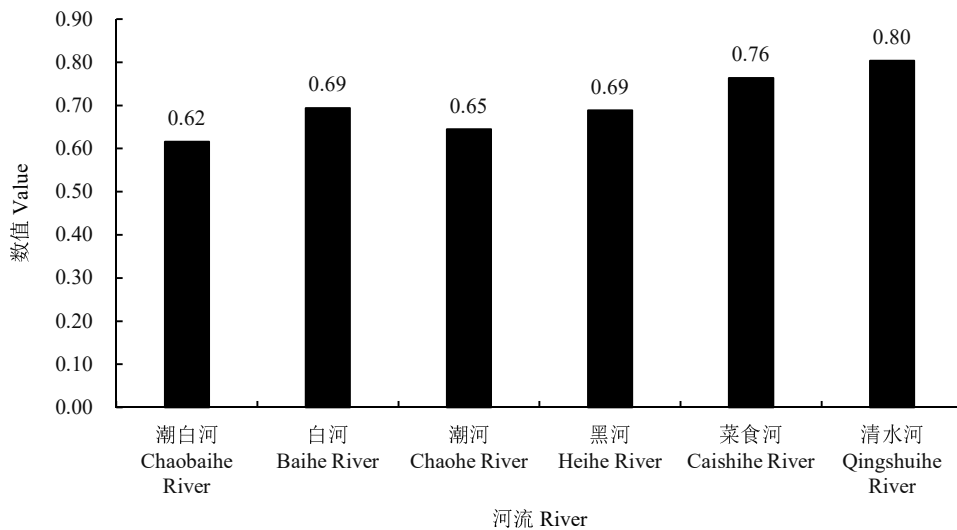 0.90
0.80
0.70
0.60
0.50
0.40
0.30
0.20
0.10
0.00
数值 Value
0.62
0.69
0.65
0.69
0.76
0.80
潮白河
Chaobaihe
River
白河
Baihe River
潮河
Chaohe River
黑河
Heihe River
菜食河
Caishihe River
清水河
Qingshuihe
River
河流 River